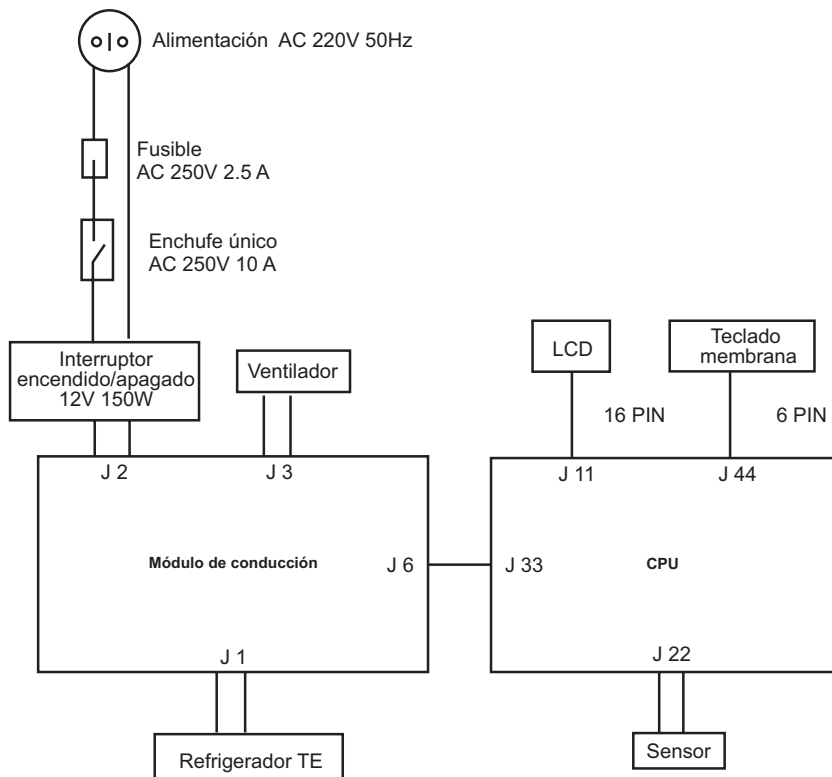 Alimentación AC 220V 50Hz
Fusible
AC 250V 2.5 A
Enchufe único
AC 250V 10 A
Interruptor
encendido/apagado
12V 150W
Ventilador
LCD
Teclado
membrana
16 PIN
6 PIN
J 2
J 3
J 11
J 44
Módulo de conducción
J 6
J 33
CPU
J 1
J 22
Refrigerador TE
Sensor